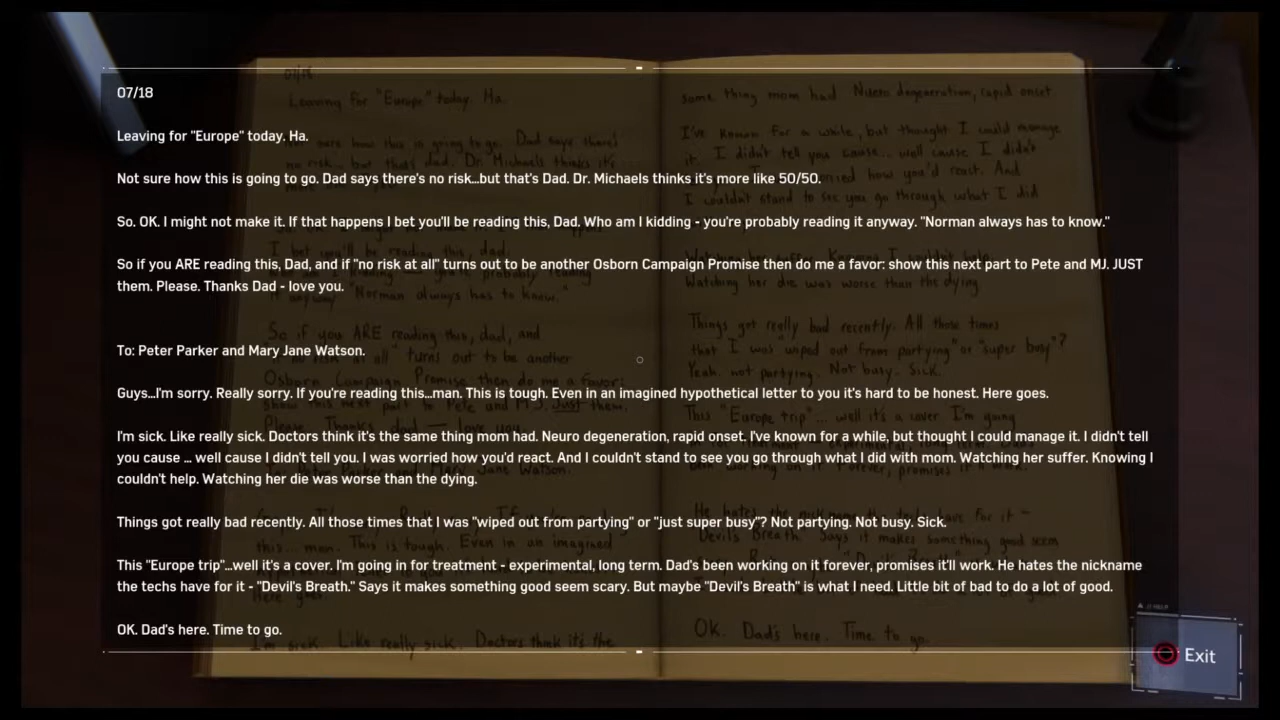 07/18
Leaving for "Europe" today. Ha.
Not sure how this is going to go. Dad says there's no risk...but that's Dad. Dr. Michaels thinks it's more like 50/50.
So. OK. I might not make it. If that happens I bet you'll be reading this, Dad. Who am I kidding - you're probably reading it anyway. "Norman always has to know."
So if you ARE reading this, Dad, and if "no risk at all" turns out to be another Osborn Campaign Promise then do me a favor: show this next part to Pete and MJ. JUST
them. Please. Thanks Dad - love you.
To: Peter Parker and Mary Jane Watson.
Guys...I'm sorry. Really sorry. If you're reading this...man. This is tough. Even in an imagined hypothetical letter to you it's hard to be honest. Here goes.
I'm sick. Like really sick. Doctors think it's the same thing mom had. Neuro degeneration, rapid onset. I've known for a while, but thought I could manage it. I didn't tell
you cause ... well cause I didn't tell you. I was worried how you'd react. And I couldn't stand to see you go through what I did with mom. Watching her suffer. Knowing I
couldn't help. Watching her die was worse than the dying.
Things got really bad recently. All those times that I was "wiped out from partying" or "just super busy"? Not partying. Not busy. Sick.
This "Europe trip"...well it's a cover. I'm going in for treatment - experimental, long term. Dad's been working on it forever, promises it'll work. He hates the nickname
the techs have for it - "Devil's Breath." Says it makes something good seem scary. But maybe "Devil's Breath" is what I need. Little bit of bad to do a lot of good.
OK. Dad's here. Time to go.
Exit